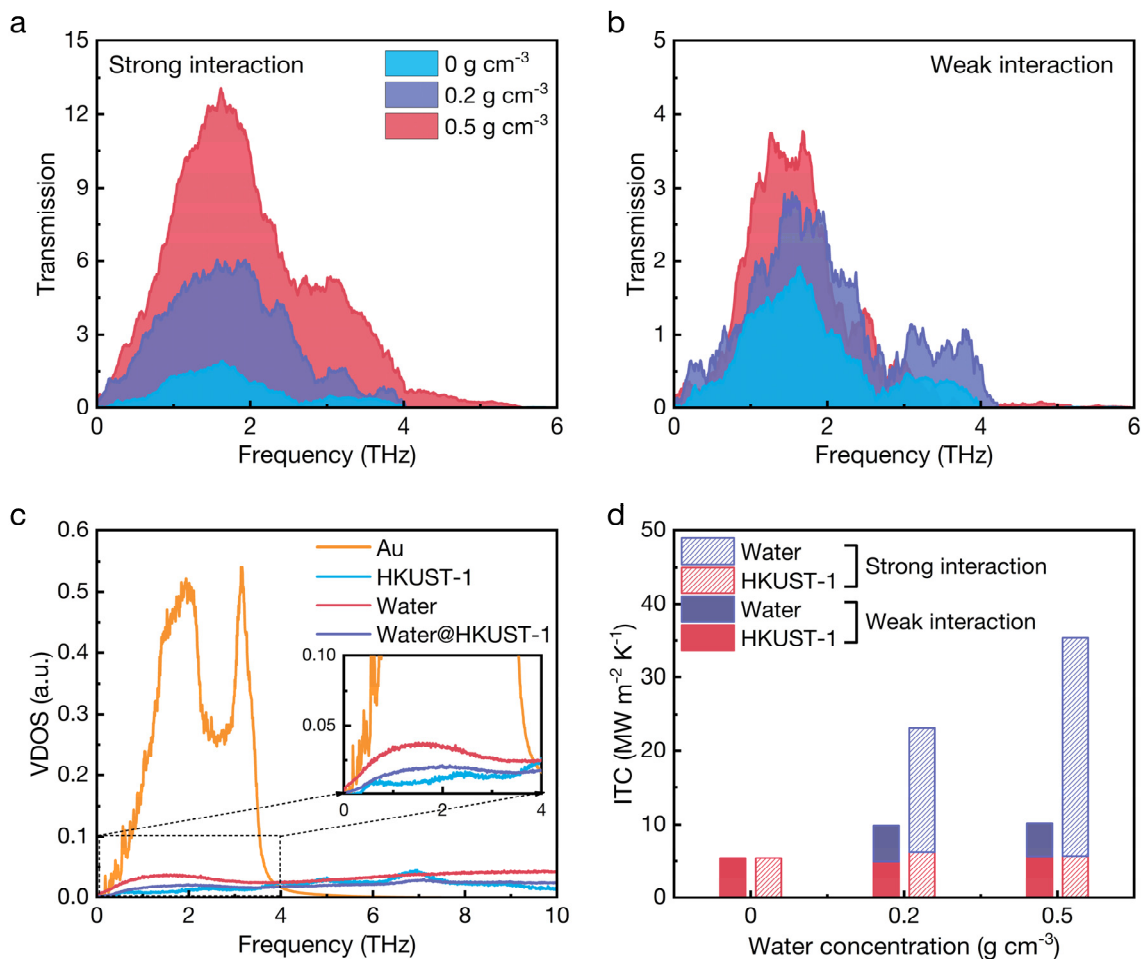 a
15
12
9
6
3
0
Transmission
Strong interaction
0 g cm⁻³
0.2 g cm⁻³
0.5 g cm⁻³
0 2 4 6
Frequency (THz)
b
5
4
3
2
1
0
Transmission
Weak interaction
0 2 4 6
Frequency (THz)
c
0.6
0.5
0.4
0.3
0.2
0.1
0.0
VDOS (a.u.)
Au
HKUST-1
Water
Water@HKUST-1
0.10
0.05
0 2 4
0 2 4 6 8 10
Frequency (THz)
d
50
40
30
20
10
0
ITC (MW m⁻² K⁻¹)
Water
HKUST-1
Strong interaction
Water
HKUST-1
Weak interaction
0 0.2 0.5
Water concentration (g cm⁻³)